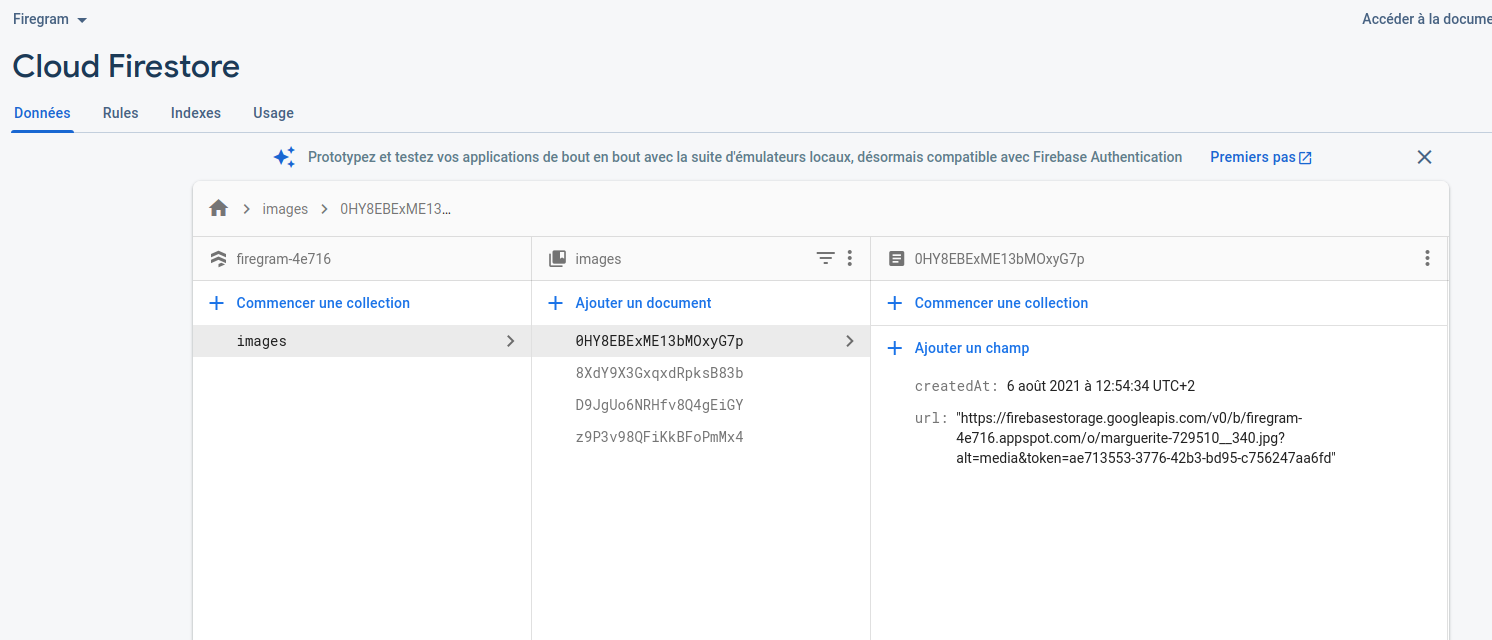 Firegram
Accéder à la docume
Cloud Firestore
Données Rules Indexes Usage
Prototypez et testez vos applications de bout en bout avec la suite d'émulateurs locaux, désormais compatible avec Firebase Authentication Premiers pas
images 0HY8EBExME13…
firegram-4e716
Commencer une collection
images
images
Ajouter un document
0HY8EBExME13bMOxyG7p
8XdY9X3GxqxdRpksB83b
D9JgUo6NRHfv8Q4gEiGY
z9P3v98QFiKkBFoPmMx4
0HY8EBExME13bMOxyG7p
Commencer une collection
Ajouter un champ
createdAt: 6 août 2021 à 12:54:34 UTC+2
url: "https://firebasestorage.googleapis.com/v0/b/firegram-
4e716.appspot.com/o/marguerite-729510__340.jpg?
alt=media&token=ae713553-3776-42b3-bd95-c756247aa6fd"